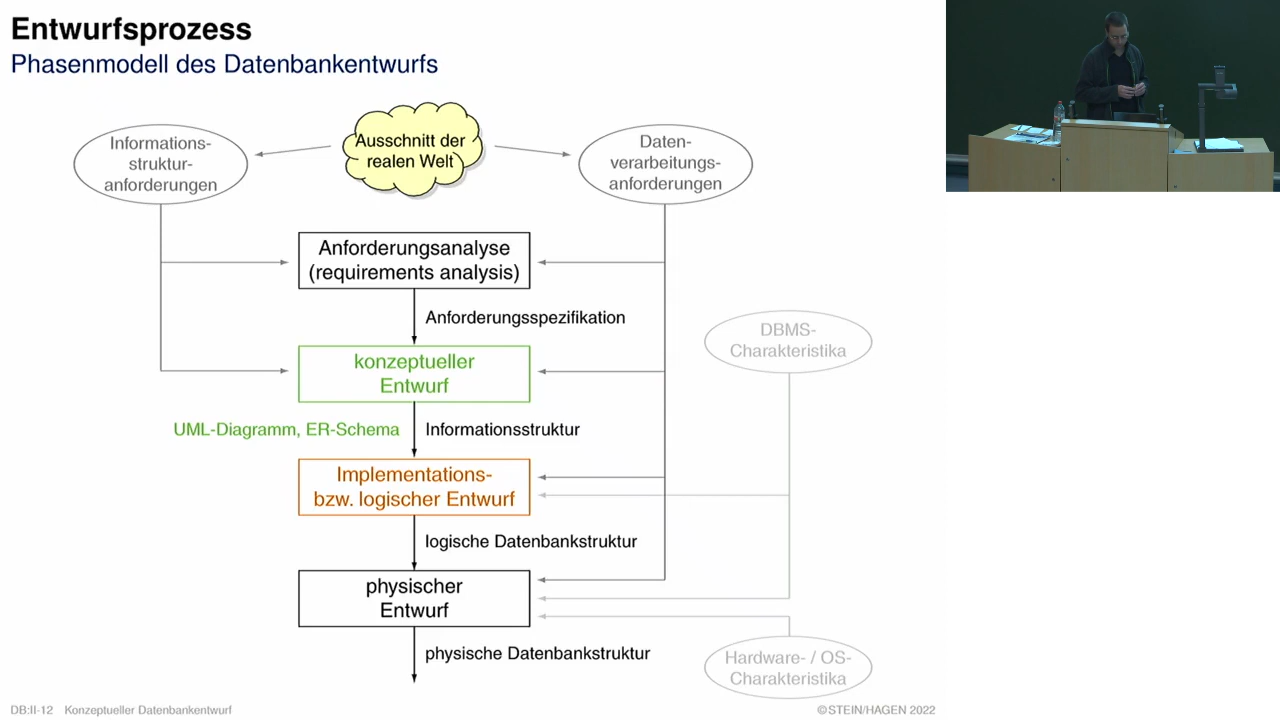 Entwurfsprozess
Phasenmodell des Datenbankentwurfs
Informations-
struktur-
anforderungen
Ausschnitt der
realen Welt
Daten-
verarbeitungs-
anforderungen
Anforderungsanalyse
(requirements analysis)
Anforderungsspezifikation
DBMS-
Charakteristika
konzeptueller
Entwurf
UML-Diagramm, ER-Schema
Informationsstruktur
Implementations-
bzw. logischer Entwurf
logische Datenbankstruktur
physischer
Entwurf
physische Datenbankstruktur
Hardware- / OS-
Charakteristika
DB:II-12 Konzeptueller Datenbankentwurf
©STEIN/HAGEN 2022